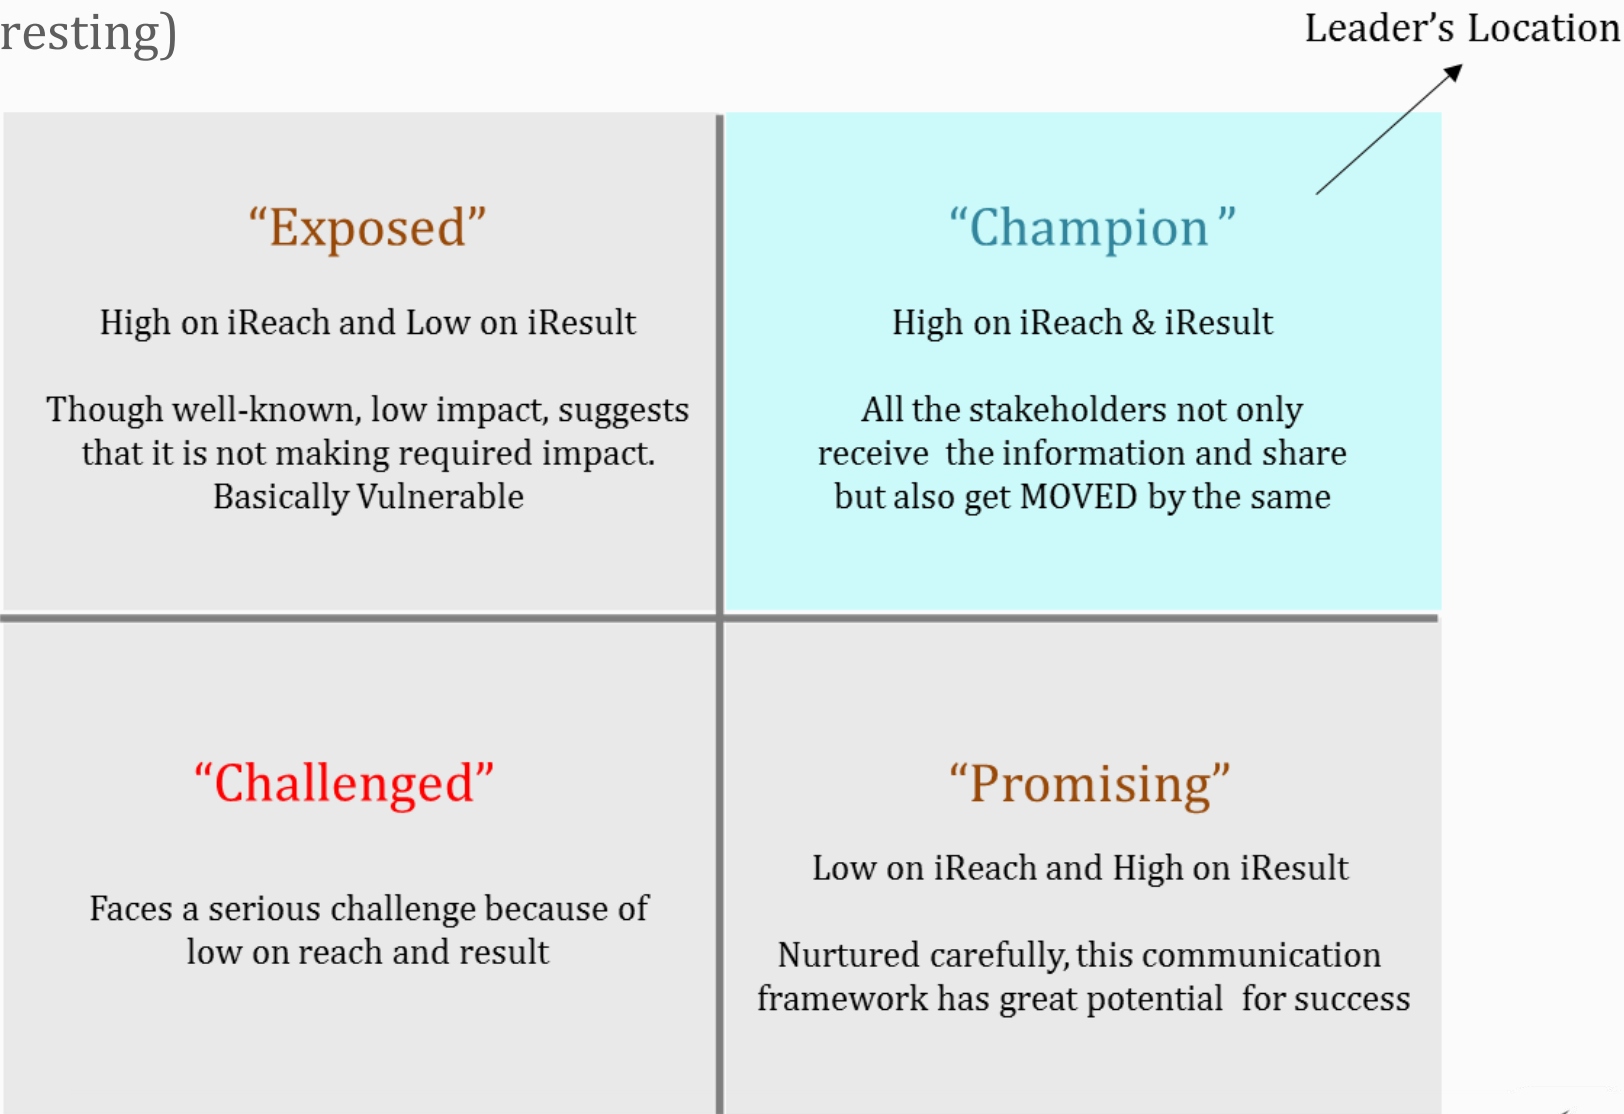 resting)
Leader’s Location
“Exposed”
High on iReach and Low on iResult
Though well-known, low impact, suggests
that it is not making required impact.
Basically Vulnerable
“Champion ”
High on iReach & iResult
All the stakeholders not only
receive the information and share
but also get MOVED by the same
“Challenged”
Faces a serious challenge because of
low on reach and result
“Promising”
Low on iReach and High on iResult
Nurtured carefully, this communication
framework has great potential for success